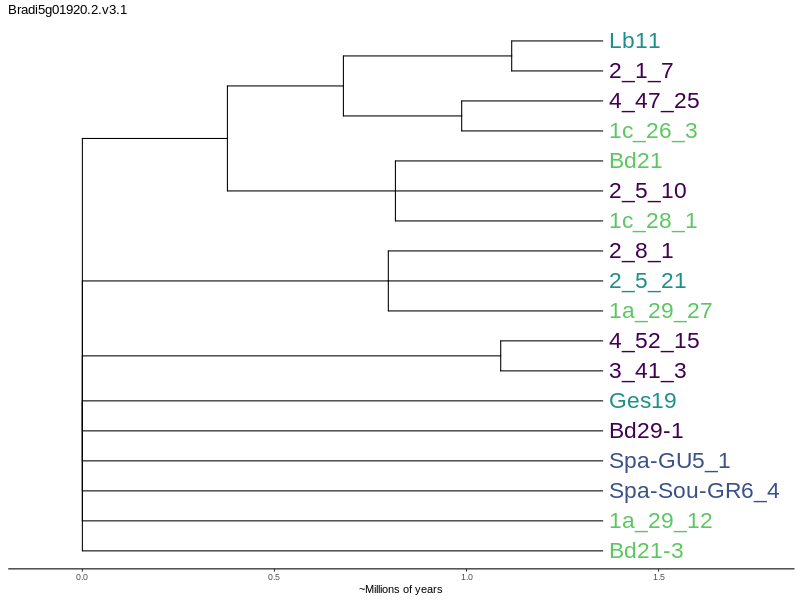 Bradi5g01920.2.v3.1
Lb11
2_1_7
4_47_25
1c_26_3
Bd21
2_5_10
1c_28_1
2_8_1
2_5_21
1a_29_27
4_52_15
3_41_3
Ges19
Bd29-1
Spa-GU5_1
Spa-Sou-GR6_4
1a_29_12
Bd21-3
0.0 0.5 1.0 1.5
~Millions of years